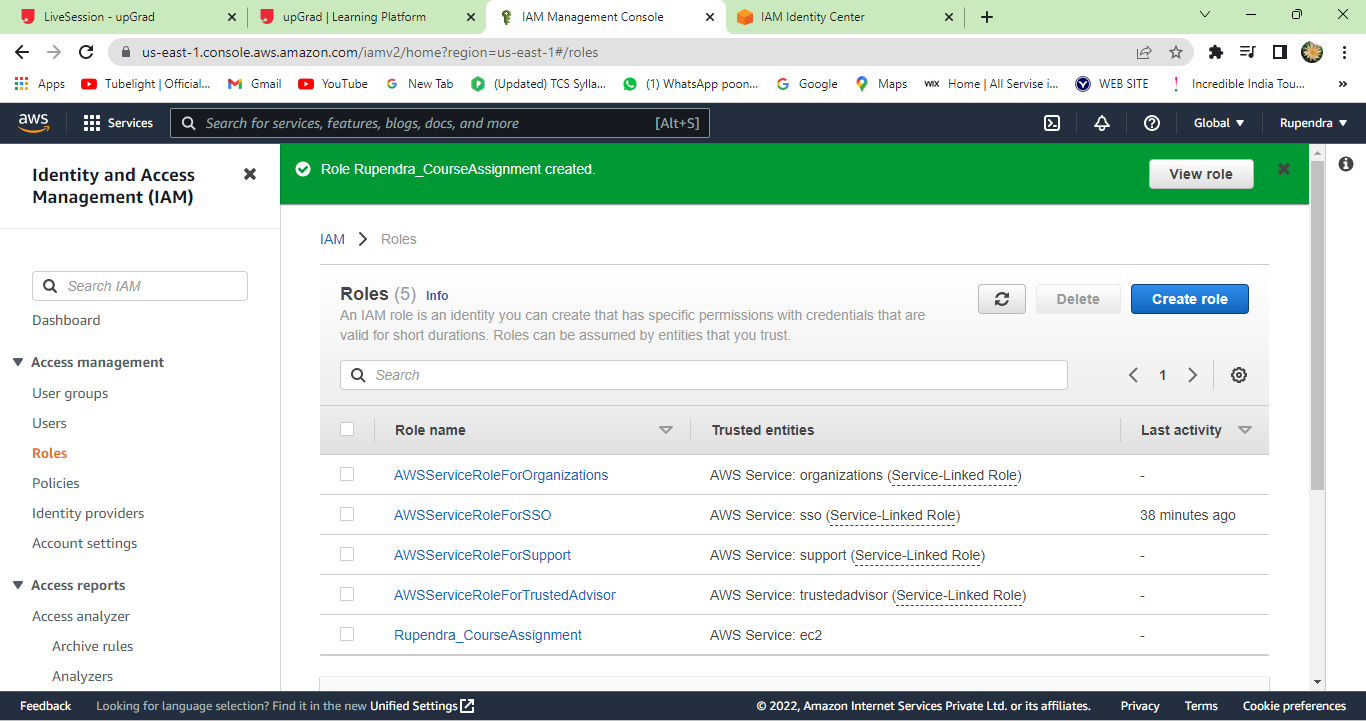 LiveSession - upGrad
upGrad | Learning Platform
IAM Management Console
IAM Identity Center
us-east-1.console.aws.amazon.com/iamv2/home?region=us-east-1#/roles
Apps
Tubelight | Official...
Gmail
YouTube
New Tab
(Updated) TCS Sylla...
(1) WhatsApp poon...
Google
Maps
WIX Home | All Servise i...
WEB SITE
Incredible India Tou...
aws
Services
Search for services, features, blogs, docs, and more [Alt+S]
Global
Rupendra
Identity and Access
Management (IAM)
Search IAM
Dashboard
Access management
User groups
Users
Roles
Policies
Identity providers
Account settings
Access reports
Access analyzer
Archive rules
Analyzers
Role Rupendra_CourseAssignment created.
View role
IAM > Roles
Roles (5) Info
An IAM role is an identity you can create that has specific permissions with credentials that are
valid for short durations. Roles can be assumed by entities that you trust.
Delete
Create role
Search
1
Role name Trusted entities Last activity
AWSServiceRoleForOrganizations AWS Service: organizations (Service-Linked Role) -
AWSServiceRoleForSSO AWS Service: sso (Service-Linked Role) 38 minutes ago
AWSServiceRoleForSupport AWS Service: support (Service-Linked Role) -
AWSServiceRoleForTrustedAdvisor AWS Service: trustedadvisor (Service-Linked Role) -
Rupendra_CourseAssignment AWS Service: ec2 -
Feedback Looking for language selection? Find it in the new Unified Settings © 2022, Amazon Internet Services Private Ltd. or its affiliates. Privacy Terms Cookie preferences